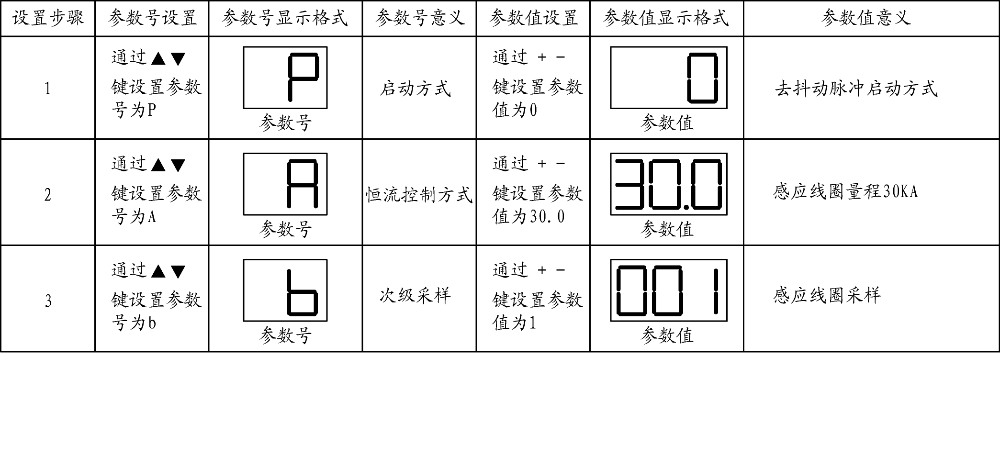 设置步骤 参数号设置 参数号显示格式 参数号意义 参数值设置 参数值显示格式 参数值意义
1
通过▲▼
键设置参数
号为P
P
参数号
启动方式
通过 + -
键设置参数
值为0
0
参数值
去抖动脉冲启动方式
2
通过▲▼
键设置参数
号为A
A
参数号
恒流控制方式
通过 + -
键设置参数
值为30.0
30.0
参数值
感应线圈量程30KA
3
通过▲▼
键设置参数
号为b
b
参数号
次级采样
通过 + -
键设置参数
值为1
001
参数值
感应线圈采样